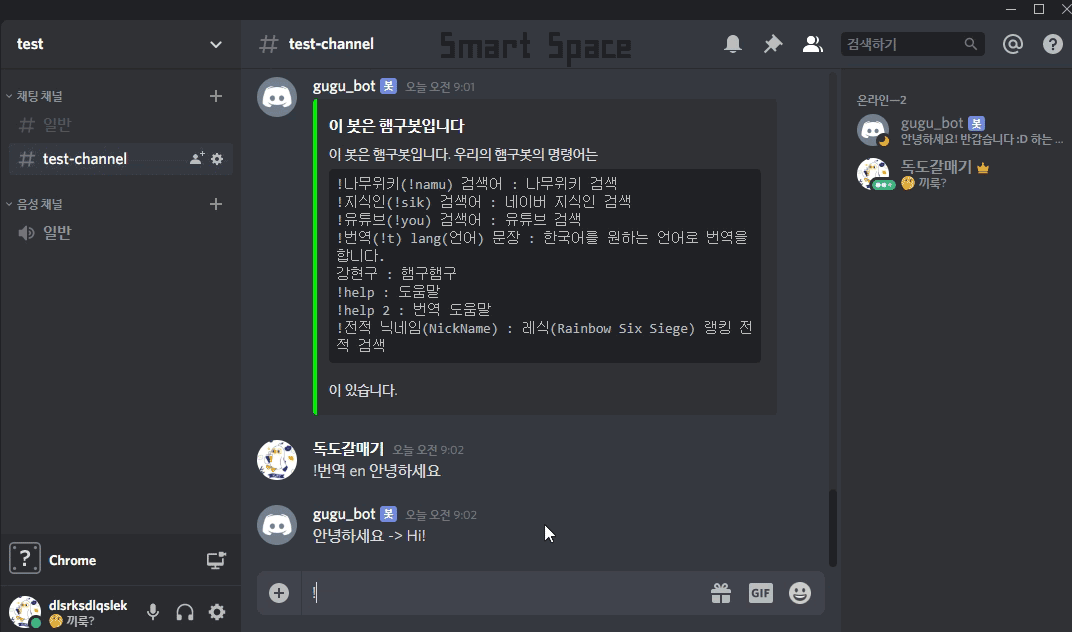 test
# test-channel
Smart Space
검색하기
채팅 채널
# 일반
# test-channel
음성 채널
일반
gugu_bot 봇 오늘 오전 9:01
이 봇은 햄구봇입니다
이 봇은 햄구봇입니다. 우리의 햄구봇의 명령어는
!나무위키(!namu) 검색어 : 나무위키 검색
!지식인(!sik) 검색어 : 네이버 지식인 검색
!유튜브(!you) 검색어 : 유튜브 검색
!번역(!t) lang(언어) 문장 : 한국어를 원하는 언어로 번역을
합니다.
강현구 : 햄구햄구
!help : 도움말
!help 2 : 번역 도움말
!전적 닉네임(NickName) : 레식(Rainbow Six Siege) 랭킹 전
적 검색
이 있습니다.
독도갈매기 오늘 오전 9:02
!번역 en 안녕하세요
gugu_bot 봇 오늘 오전 9:02
안녕하세요 -> Hi!
!
GIF
온라인—2
gugu_bot 봇
안녕하세요! 반갑습니다 :D 하는 ...
독도갈매기
끼룩?
? Chrome
dlsrksdlqslek
끼룩?